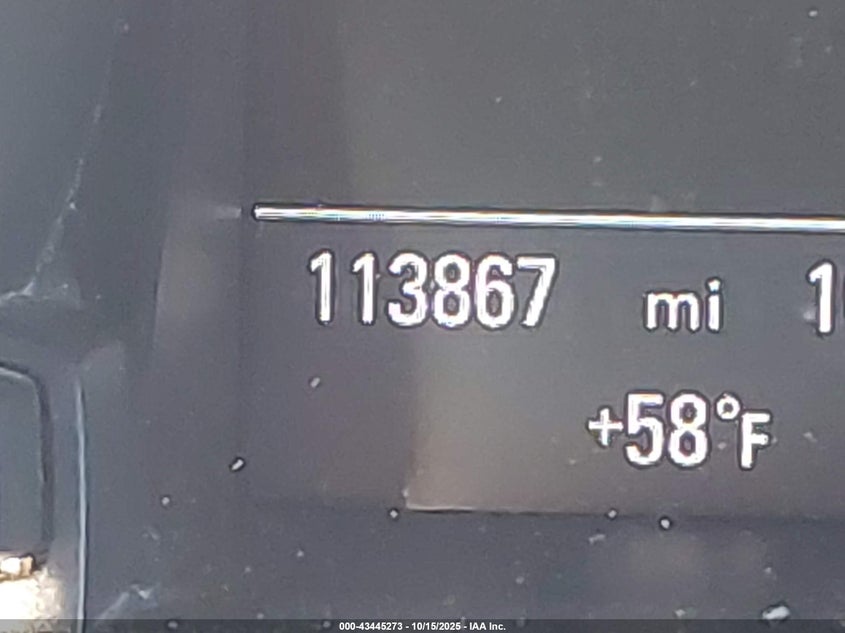 113867 mi
+58°F
000-43445273 - 10/15/2025 - IAA Inc.